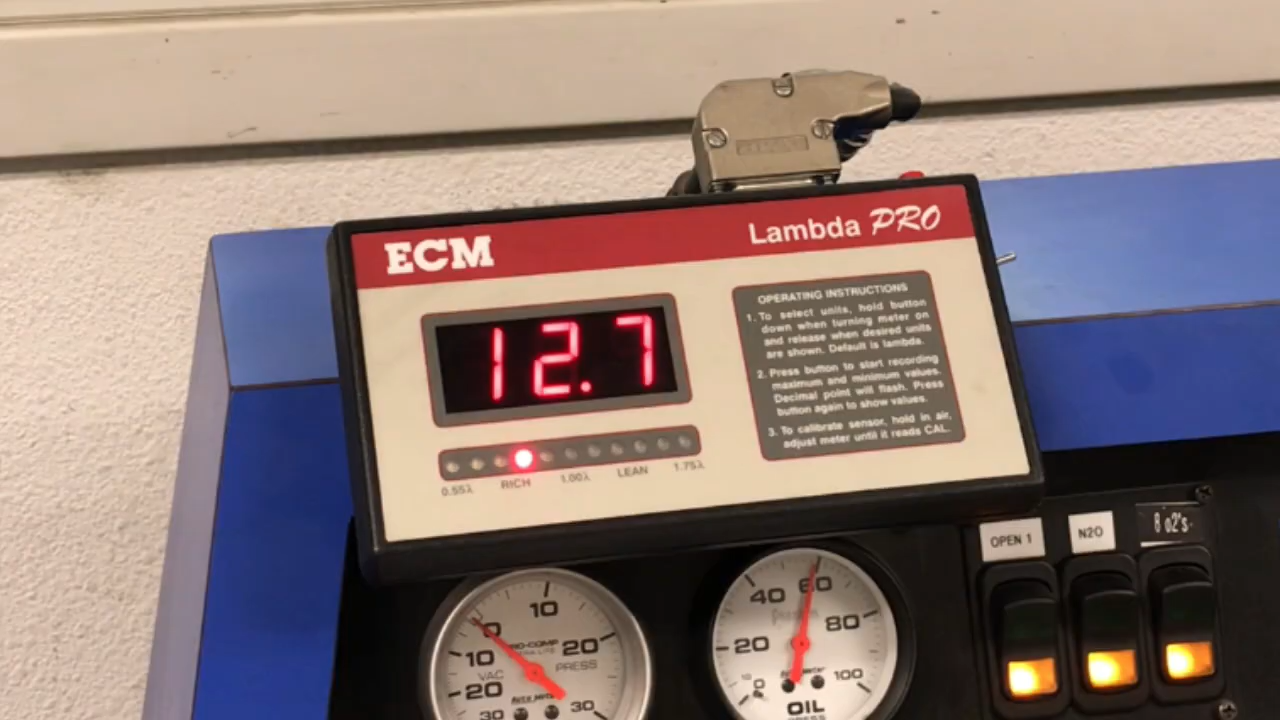 ECM
Lambda PRO
12.7
0.55λ RICH 1.00λ LEAN 1.75λ
OPERATING INSTRUCTIONS
1. To select units, hold button
down when turning meter on
and release when desired units
are shown. Default is lambda.
2. Press button to start recording
maximum and minimum values.
Decimal point will flash. Press
button again to show values.
3. To calibrate sensor, hold in air,
adjust meter until it reads CAL.
OPEN 1
N2O
8 o2's
10
0
PRO-COMP
10
20
VAC
PRESS
20
30
30
40
60
20
80
0
100
OIL
PRESS